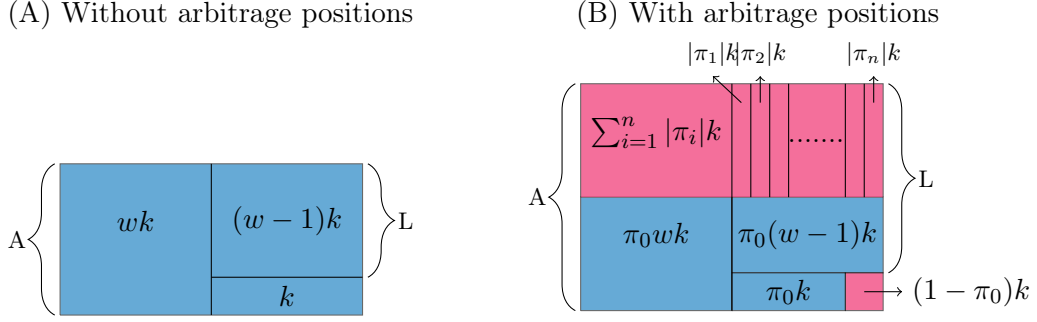 (A) Without arbitrage positions
A
wk
(w − 1)k
k
L
(B) With arbitrage positions
|π₁|k
|π₂|k
|πₙ|k
A
∑ⁿᵢ₌₁ |πᵢ|k
.......
π₀wk
π₀(w − 1)k
L
π₀k
(1 − π₀)k